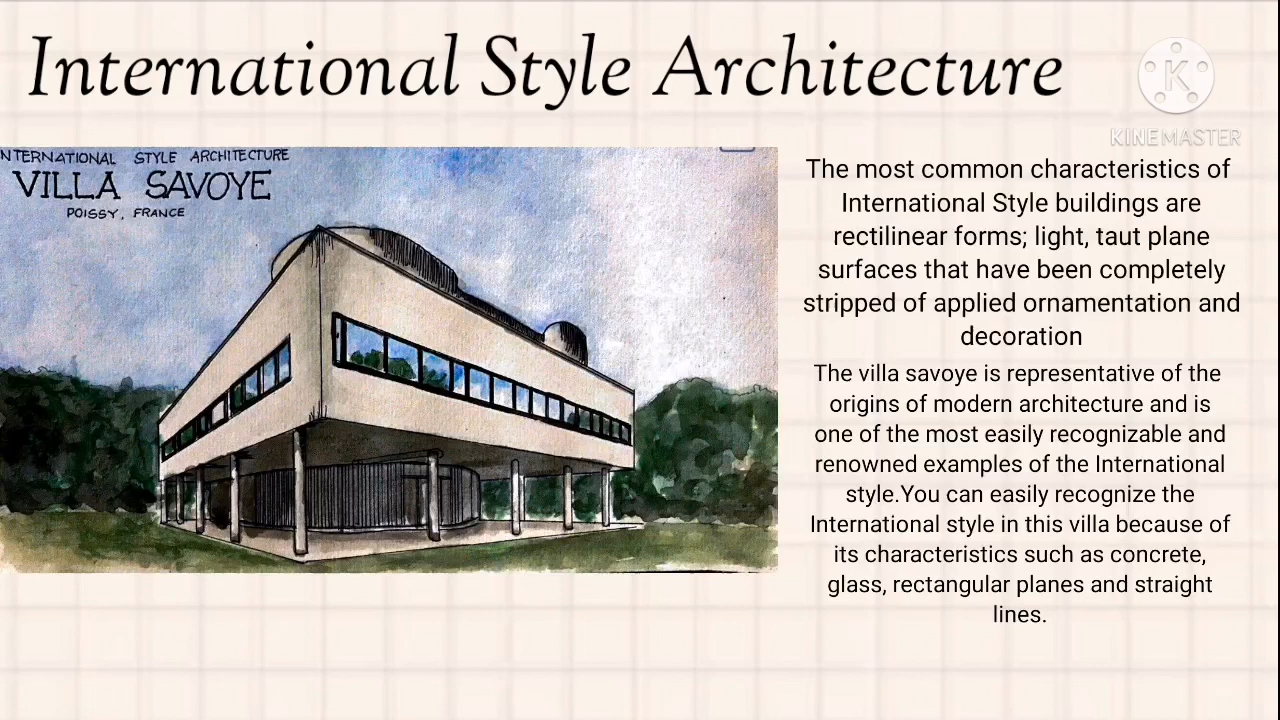 International Style Architecture
K
KINEMASTER
NTERNATIONAL STYLE ARCHITECTURE
VILLA SAVOYE
POISSY, FRANCE
The most common characteristics of
International Style buildings are
rectilinear forms; light, taut plane
surfaces that have been completely
stripped of applied ornamentation and
decoration
The villa savoye is representative of the
origins of modern architecture and is
one of the most easily recognizable and
renowned examples of the International
style.You can easily recognize the
International style in this villa because of
its characteristics such as concrete,
glass, rectangular planes and straight
lines.